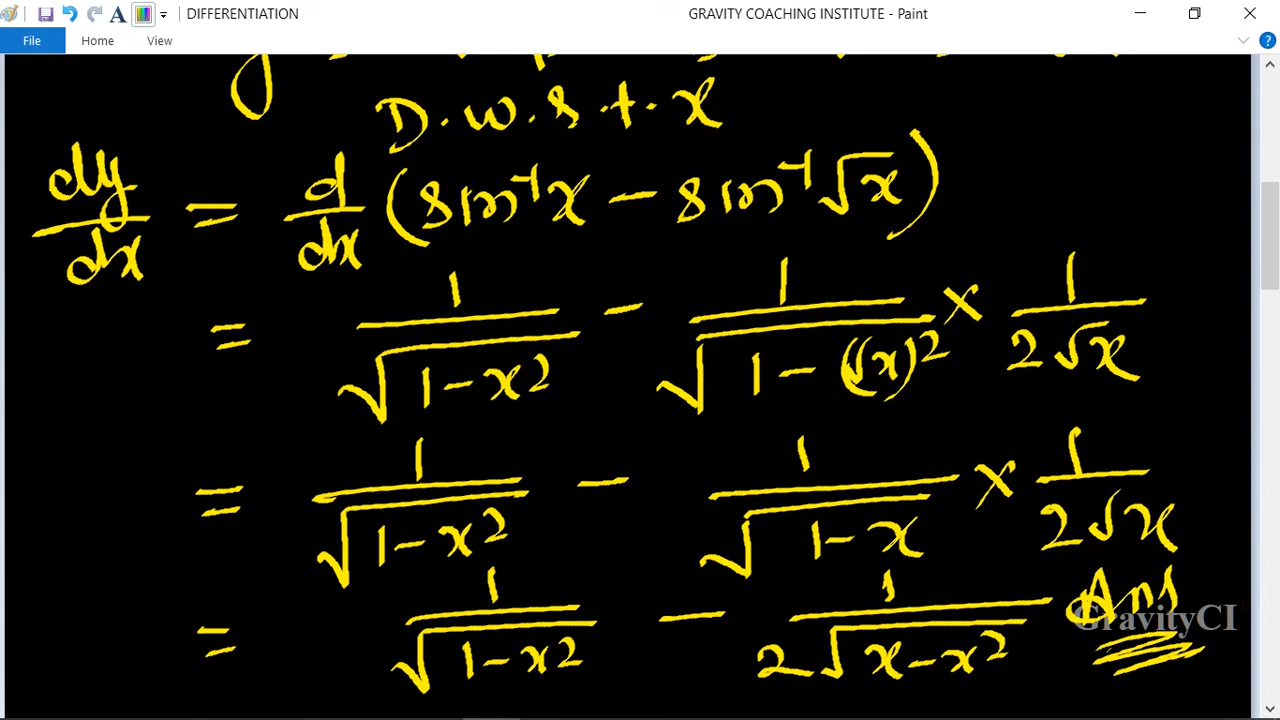 DIFFERENTIATION
GRAVITY COACHING INSTITUTE - Paint
File Home View
y =
D.w.s.t.x
dy/dx = d/dx (Sin⁻¹x - Sin⁻¹√x)
= 1/√(1-x²) - 1/√(1-(√x)²) × 1/(2√x)
= 1/√(1-x²) - 1/√(1-x) × 1/(2√x)
= 1/√(1-x²) - 1/(2√(x-x²)) Ans
GravityCI